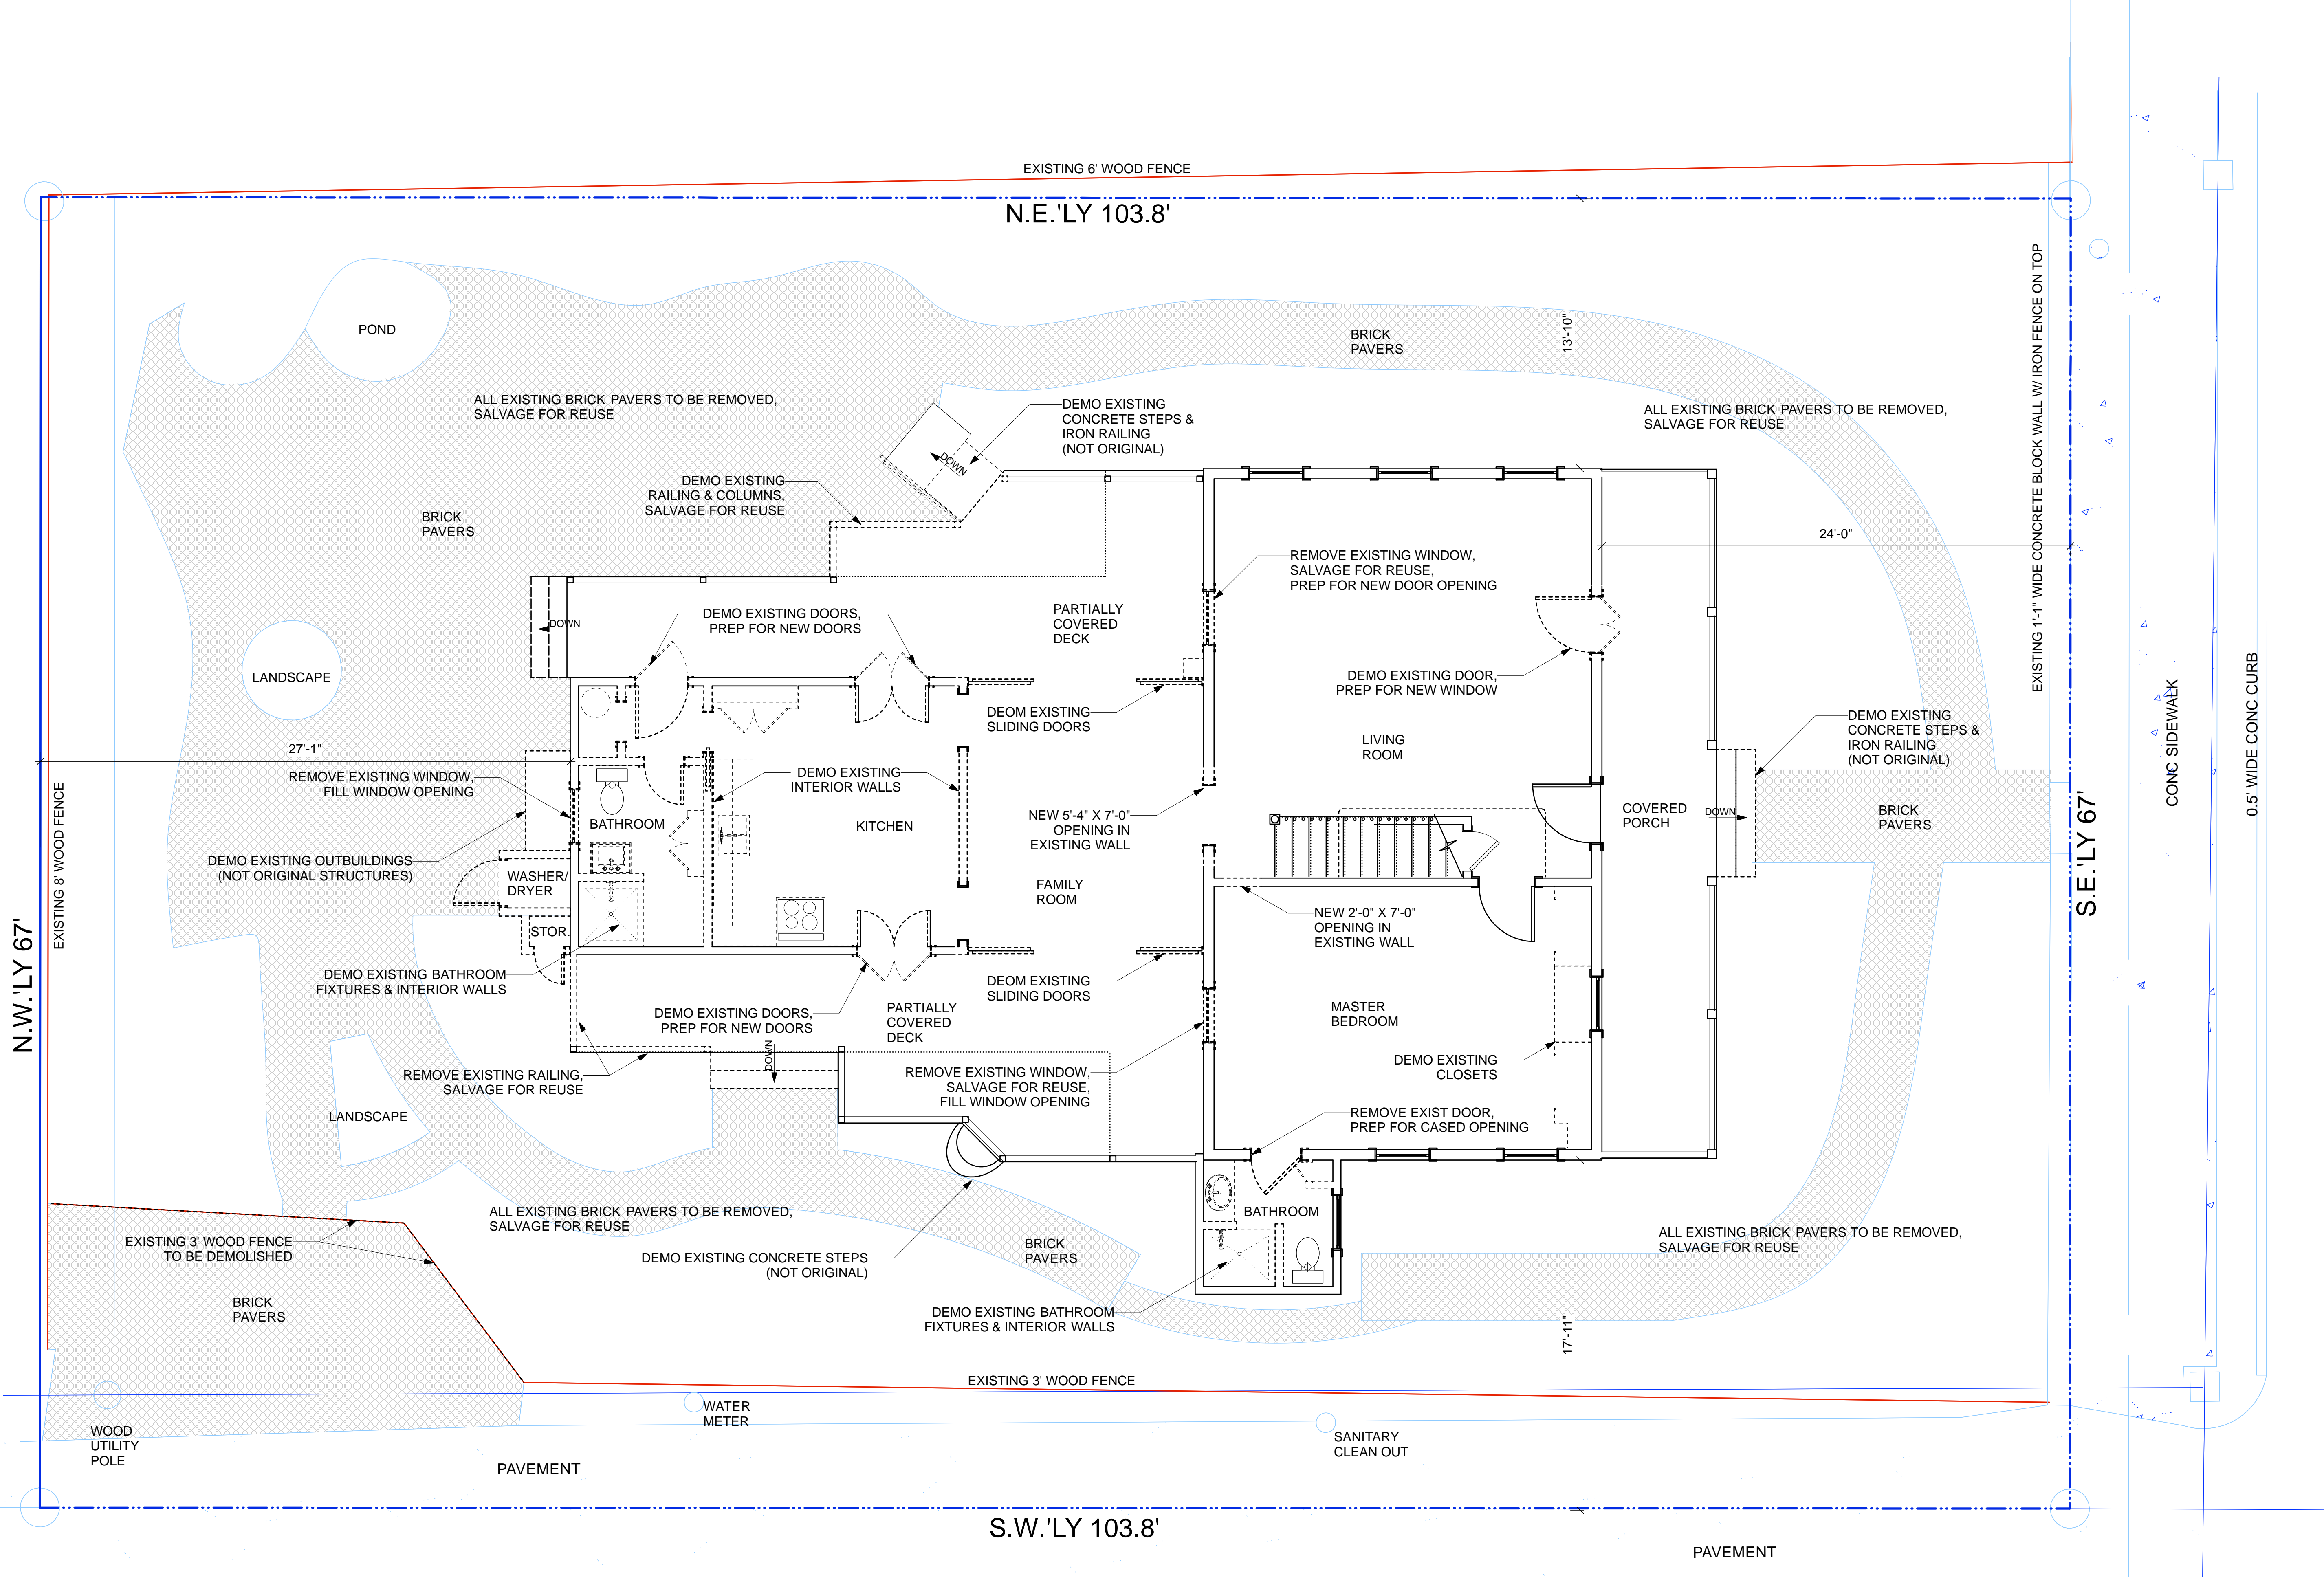 EXISTING 6' WOOD FENCE
N.E.'LY 103.8'
POND
BRICK
PAVERS
13'-10"
ALL EXISTING BRICK PAVERS TO BE REMOVED,
SALVAGE FOR REUSE
DEMO EXISTING
CONCRETE STEPS &
IRON RAILING
(NOT ORIGINAL)
ALL EXISTING BRICK PAVERS TO BE REMOVED,
SALVAGE FOR REUSE
EXISTING 1'-1" WIDE CONCRETE BLOCK WALL W/ IRON FENCE ON TOP
DOWN
DEMO EXISTING
RAILING & COLUMNS,
SALVAGE FOR REUSE
BRICK
PAVERS
24'-0"
REMOVE EXISTING WINDOW,
SALVAGE FOR REUSE,
PREP FOR NEW DOOR OPENING
DOWN
DEMO EXISTING DOORS,
PREP FOR NEW DOORS
PARTIALLY
COVERED
DECK
LANDSCAPE
DEMO EXISTING DOOR,
PREP FOR NEW WINDOW
DEOM EXISTING
SLIDING DOORS
DEMO EXISTING
CONCRETE STEPS &
IRON RAILING
(NOT ORIGINAL)
CONC SIDEWALK
0.5' WIDE CONC CURB
27'-1"
LIVING
ROOM
REMOVE EXISTING WINDOW,
FILL WINDOW OPENING
DEMO EXISTING
INTERIOR WALLS
EXISTING 8' WOOD FENCE
BATHROOM
KITCHEN
NEW 5'-4" X 7'-0"
OPENING IN
EXISTING WALL
COVERED
PORCH
DOWN
BRICK
PAVERS
S.E.'LY 67'
DEMO EXISTING OUTBUILDINGS
(NOT ORIGINAL STRUCTURES)
WASHER/
DRYER
FAMILY
ROOM
STOR.
NEW 2'-0" X 7'-0"
OPENING IN
EXISTING WALL
N.W.'LY 67'
DEMO EXISTING BATHROOM
FIXTURES & INTERIOR WALLS
DEOM EXISTING
SLIDING DOORS
DEMO EXISTING DOORS,
PREP FOR NEW DOORS
PARTIALLY
COVERED
DECK
MASTER
BEDROOM
DOWN
DEMO EXISTING
CLOSETS
REMOVE EXISTING RAILING,
SALVAGE FOR REUSE
REMOVE EXISTING WINDOW,
SALVAGE FOR REUSE,
FILL WINDOW OPENING
LANDSCAPE
REMOVE EXIST DOOR,
PREP FOR CASED OPENING
ALL EXISTING BRICK PAVERS TO BE REMOVED,
SALVAGE FOR REUSE
BATHROOM
EXISTING 3' WOOD FENCE
TO BE DEMOLISHED
DEMO EXISTING CONCRETE STEPS
(NOT ORIGINAL)
BRICK
PAVERS
ALL EXISTING BRICK PAVERS TO BE REMOVED,
SALVAGE FOR REUSE
BRICK
PAVERS
DEMO EXISTING BATHROOM
FIXTURES & INTERIOR WALLS
17'-11"
EXISTING 3' WOOD FENCE
WATER
METER
WOOD
UTILITY
POLE
SANITARY
CLEAN OUT
PAVEMENT
S.W.'LY 103.8'
PAVEMENT